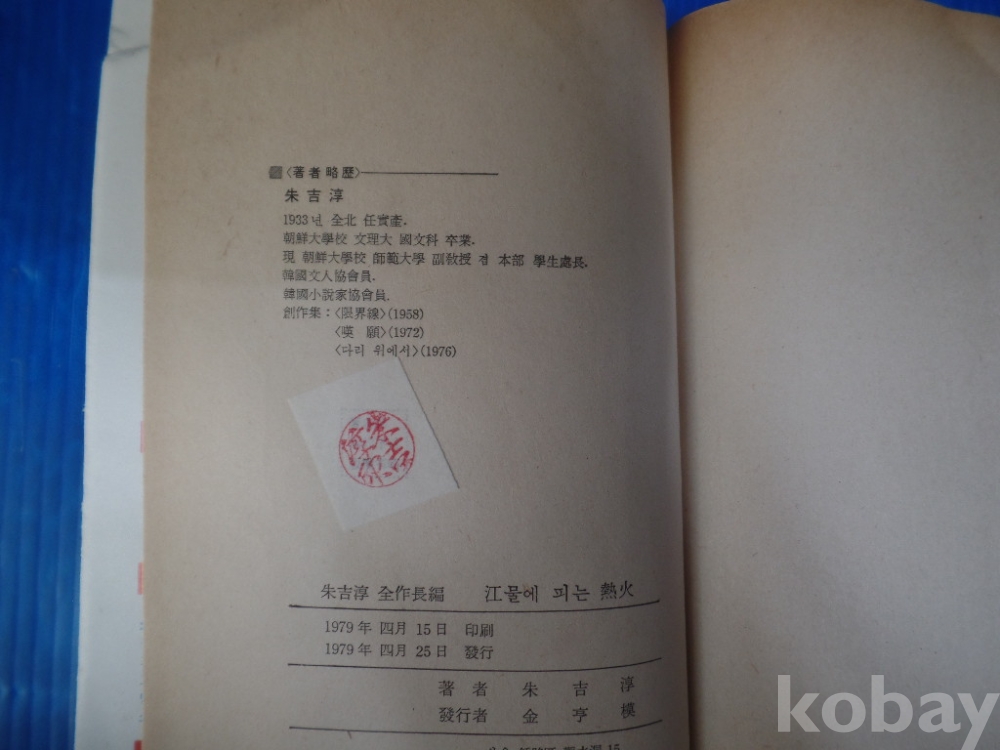 〈著者略歷〉
朱吉淳
1933년 全北 任實產.
朝鮮大學校 文理大 國文科 卒業.
現 朝鮮大學校 師範大學 副敎授 겸 本部 學生處長.
韓國文人協會員.
韓國小說家協會員.
創作集:〈限界線〉(1958)
〈暎 願〉(1972)
〈다리 위에서〉(1976)
朱吉淳 全作長編 江물에 피는 熱火
1979年 四月 15日 印刷
1979年 四月 25日 發行
著者 朱吉淳
發行者 金亨模
kobay